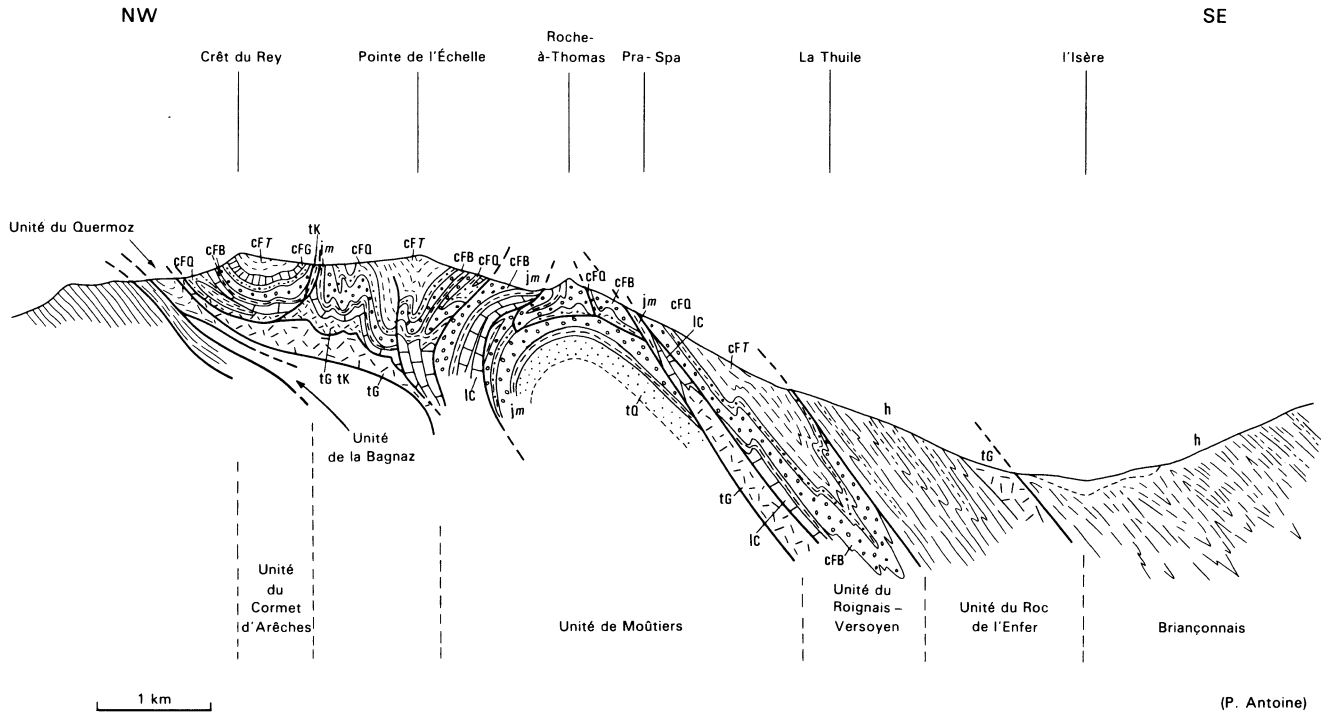 NW
SE
Crêt du Rey
Pointe de l'Échelle
Roche-
à-Thomas
Pra-Spa
La Thuile
l'Isère
Unité du Quermoz
cFQ
cFB
cFT
cFG
tK
jm
cFQ
cFT
cFB
cFQ
cFB
jm
cFQ
cFB
jm
cFQ
lC
cFT
h
tG
h
tG tK
tG
lC
jm
tQ
tG
lC
cFB
Unité
de la Bagnaz
Unité
du
Cormet
d'Arêches
Unité de Moûtiers
Unité du
Roignais –
Versoyen
Unité du Roc
de l'Enfer
Briançonnais
1 km
(P. Antoine)